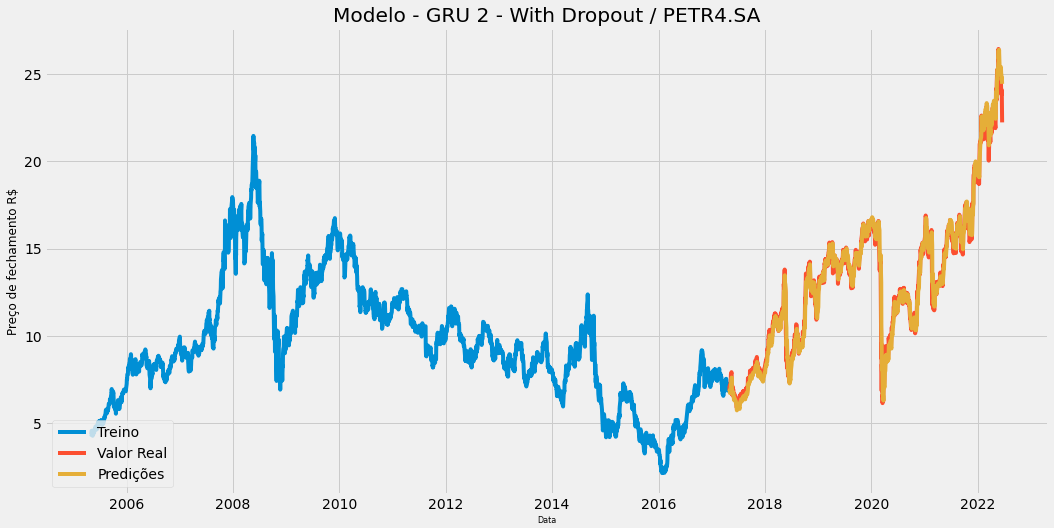 Modelo - GRU 2 - With Dropout / PETR4.SA
Preço de fechamento R$
25
20
15
10
5
Treino
Valor Real
Predições
2006 2008 2010 2012 2014 2016 2018 2020 2022
Data